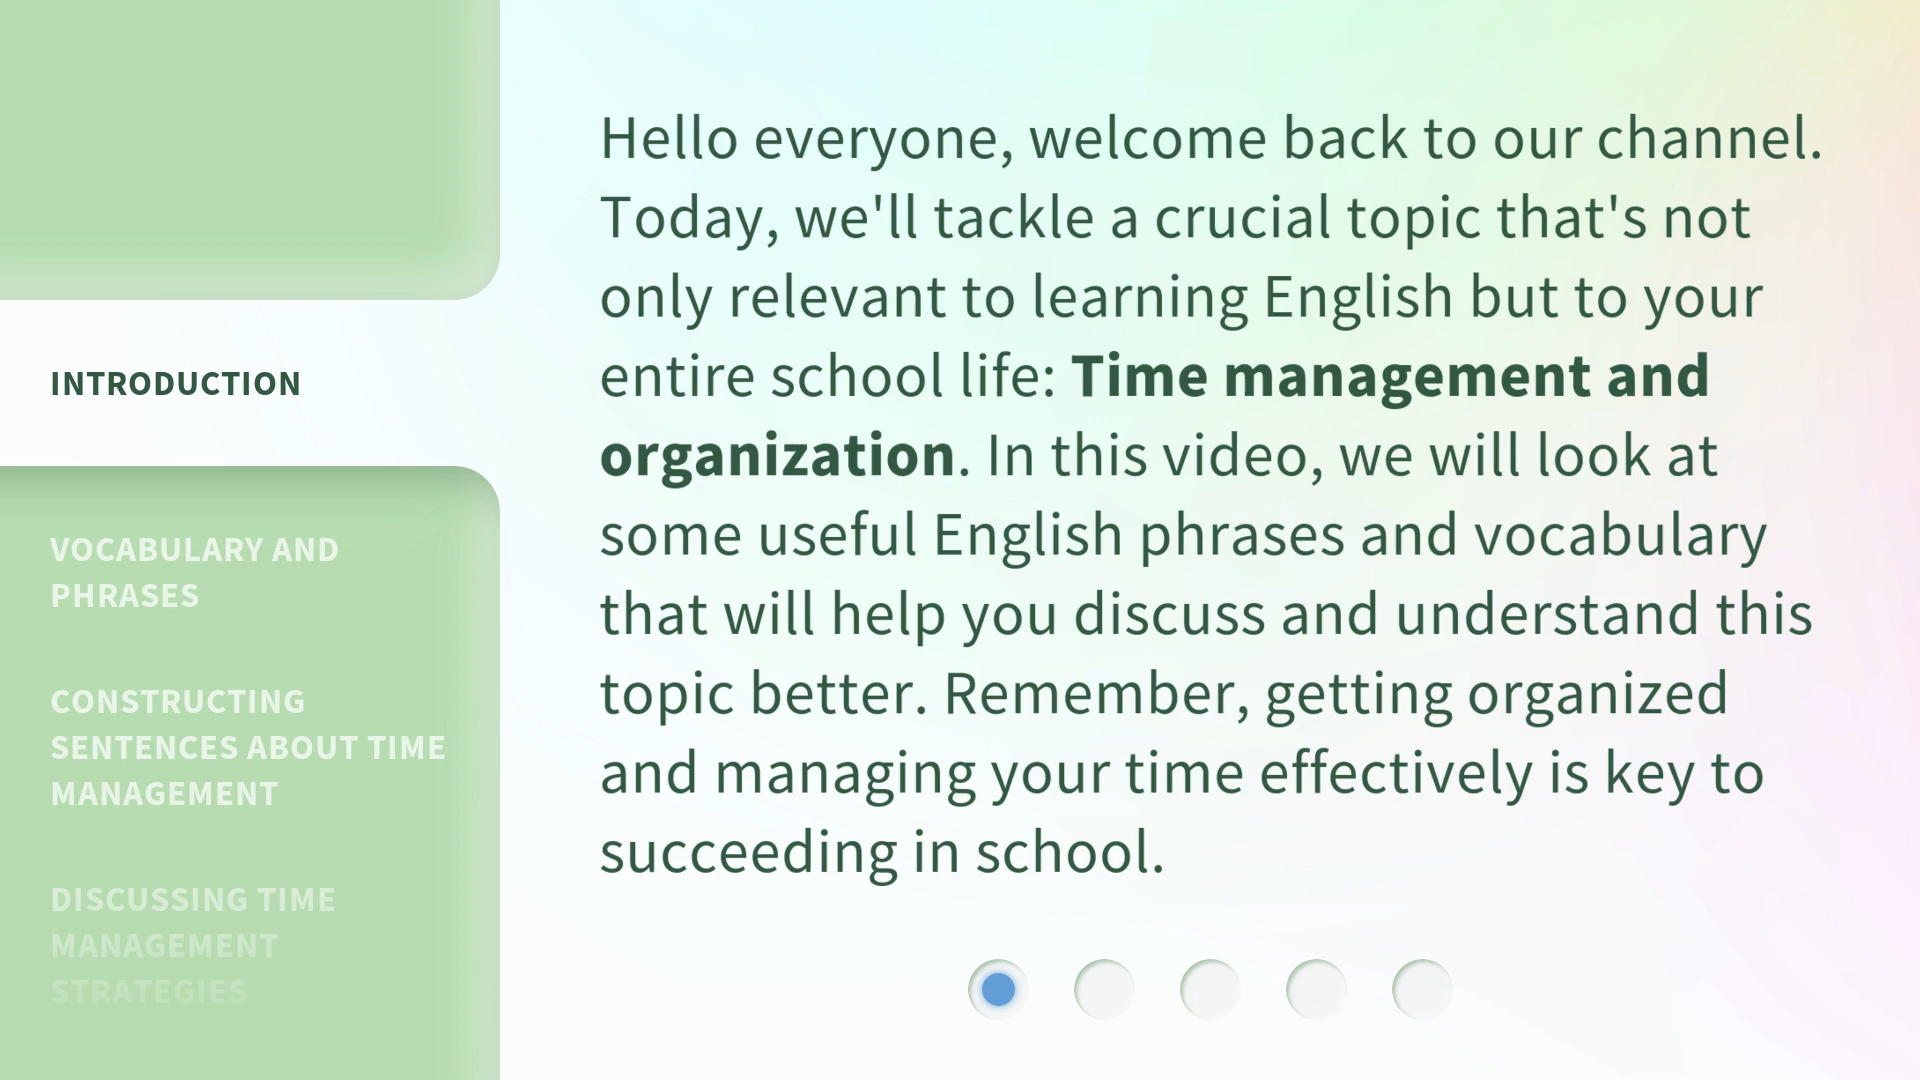 INTRODUCTION
VOCABULARY AND
PHRASES
CONSTRUCTING
SENTENCES ABOUT TIME
MANAGEMENT
DISCUSSING TIME
MANAGEMENT
STRATEGIES
Hello everyone, welcome back to our channel.
Today, we'll tackle a crucial topic that's not
only relevant to learning English but to your
entire school life: Time management and
organization. In this video, we will look at
some useful English phrases and vocabulary
that will help you discuss and understand this
topic better. Remember, getting organized
and managing your time effectively is key to
succeeding in school.